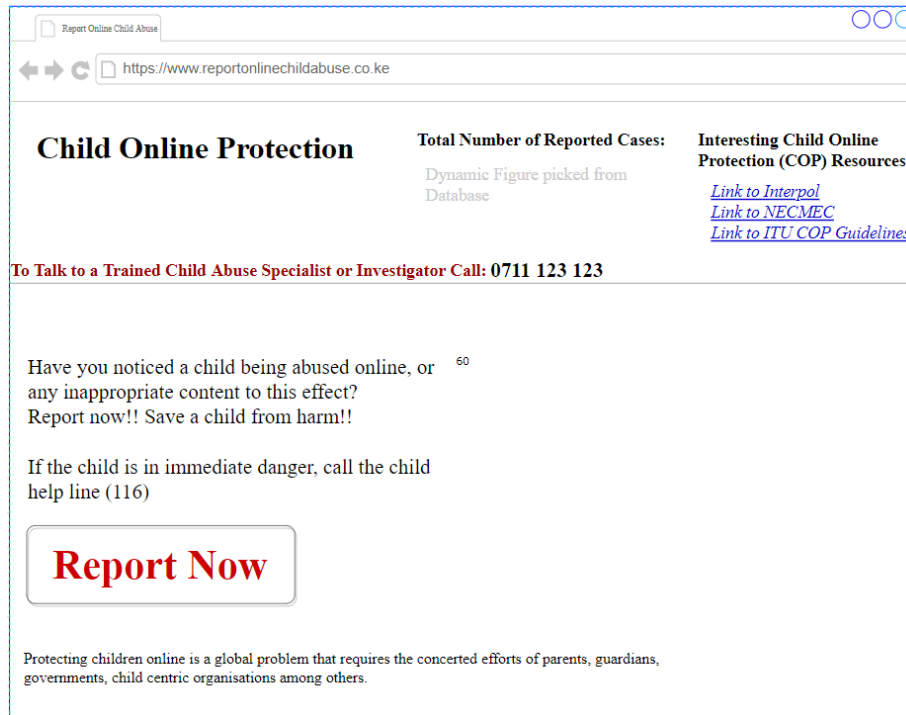 Report Online Child Abuse
https://www.reportonlinechildabuse.co.ke
Child Online Protection
Total Number of Reported Cases:
Dynamic Figure picked from
Database
Interesting Child Online
Protection (COP) Resources
Link to Interpol
Link to NECMEC
Link to ITU COP Guidelines
To Talk to a Trained Child Abuse Specialist or Investigator Call: 0711 123 123
Have you noticed a child being abused online, or
any inappropriate content to this effect?
Report now!! Save a child from harm!!
60
If the child is in immediate danger, call the child
help line (116)
Report Now
Protecting children online is a global problem that requires the concerted efforts of parents, guardians,
governments, child centric organisations among others.